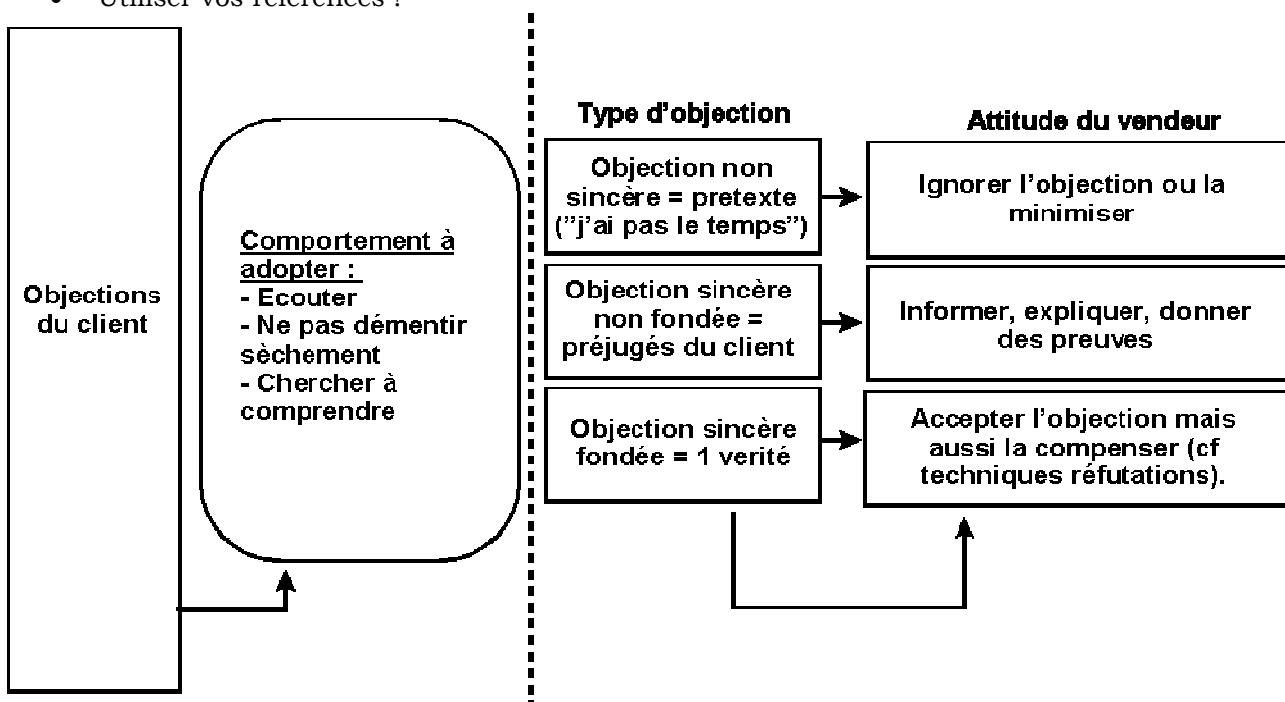 • Utiliser vos références !
Objections
du client
Comportement à
adopter :
- Ecouter
- Ne pas démentir
sèchement
- Chercher à
comprendre
Type d'objection
Objection non
sincère = pretexte
("j'ai pas le temps")
Objection sincère
non fondée =
préjugés du client
Objection sincère
fondée = 1 verité
Attitude du vendeur
Ignorer l'objection ou la
minimiser
Informer, expliquer, donner
des preuves
Accepter l'objection mais
aussi la compenser (cf
techniques réfutations).